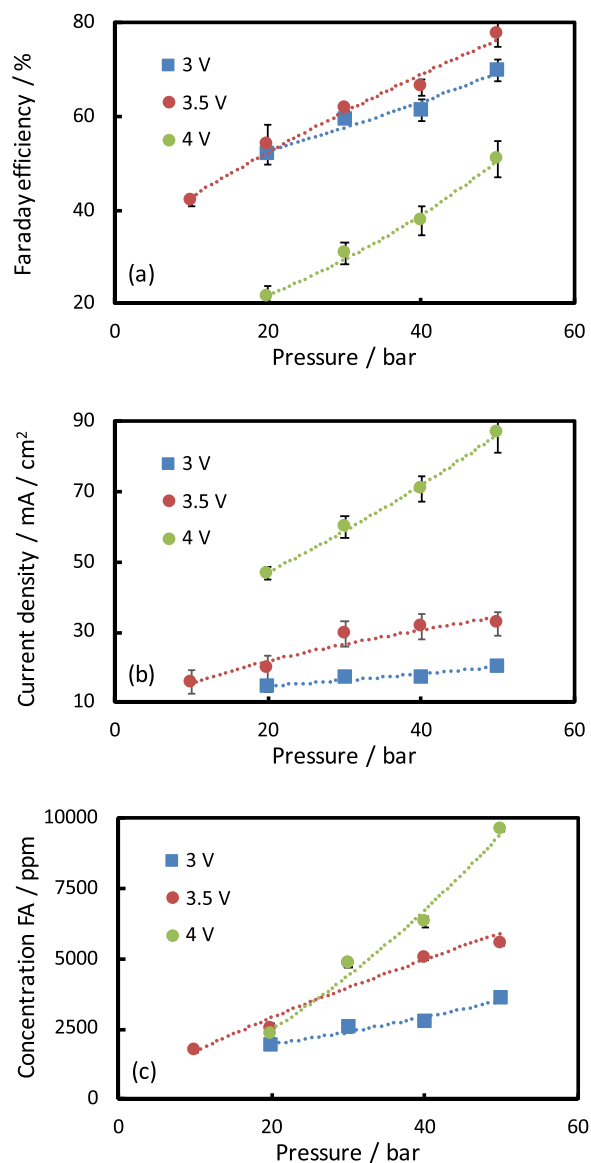 80
60
40
20
Faraday efficiency / %
3 V
3.5 V
4 V
(a)
0 20 40 60
Pressure / bar
90
70
50
30
10
Current density / mA / cm²
3 V
3.5 V
4 V
(b)
0 20 40 60
Pressure / bar
10000
7500
5000
2500
0
Concentration FA / ppm
3 V
3.5 V
4 V
(c)
0 20 40 60
Pressure / bar